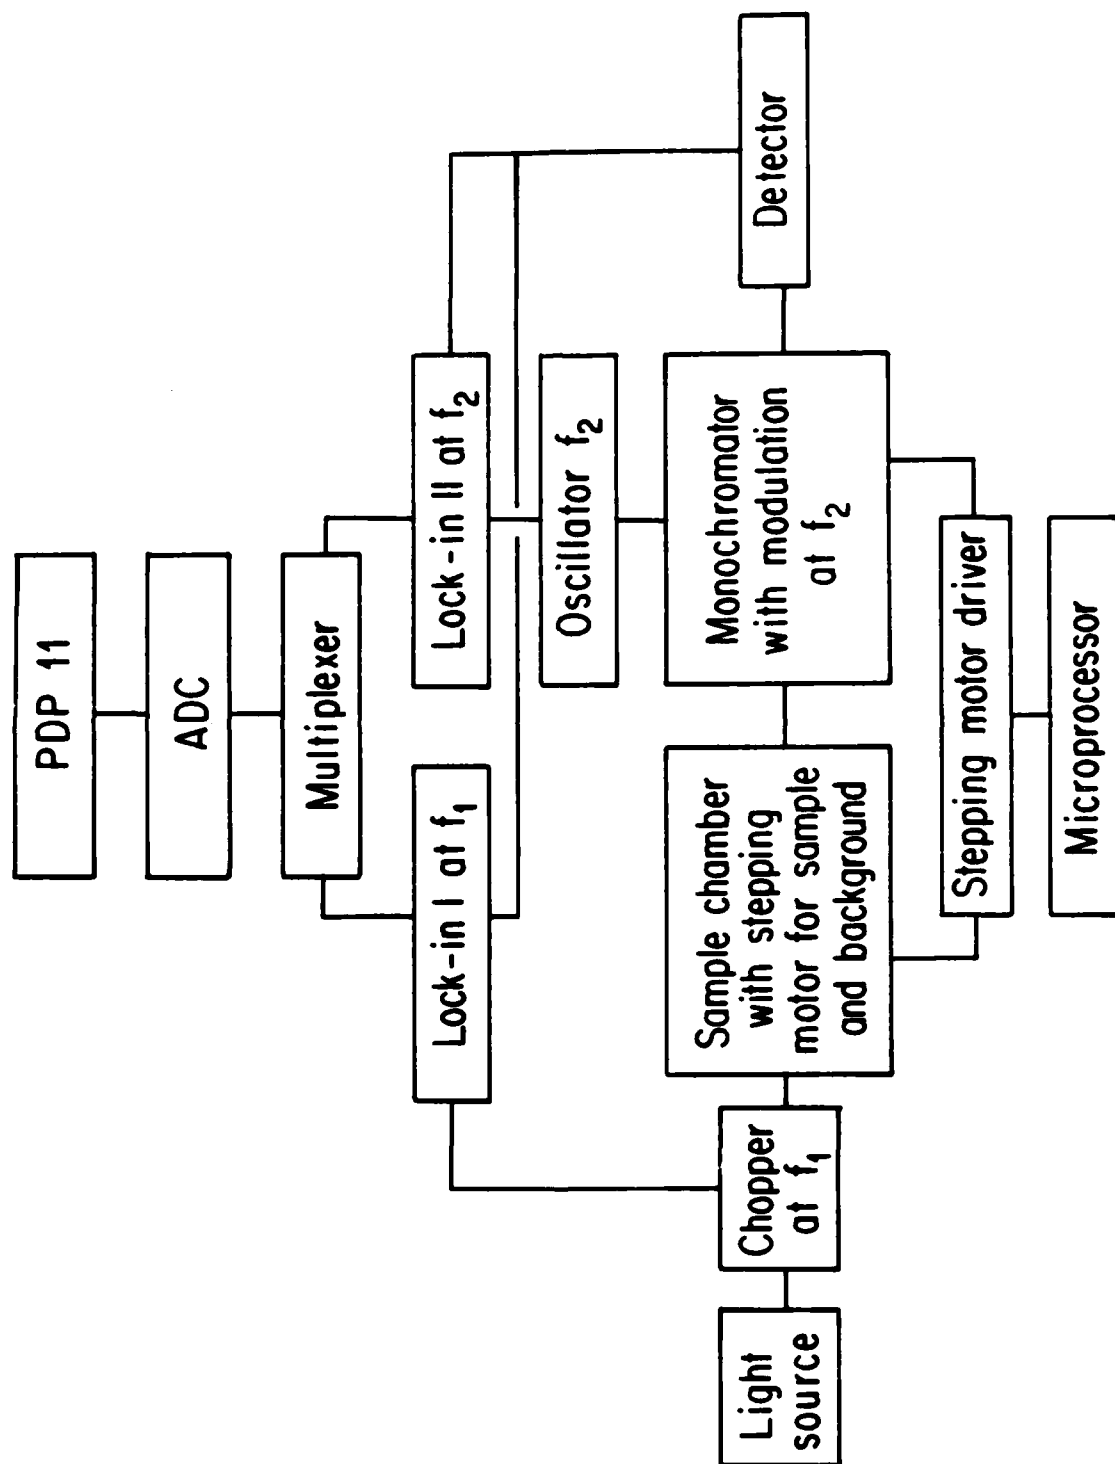 PDP 11
ADC
Multiplexer
Lock-in I at f₁
Lock-in II at f₂
Oscillator f₂
Light
source
Chopper
at f₁
Sample chamber
with stepping
motor for sample
and background
Monochromator
with modulation
at f₂
Detector
Stepping motor driver
Microprocessor